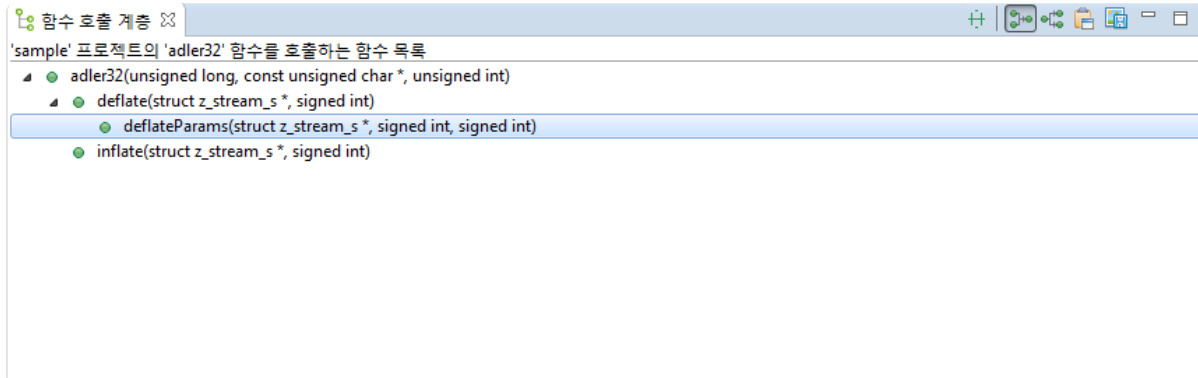 함수 호출 계층
'sample' 프로젝트의 'adler32' 함수를 호출하는 함수 목록
adler32(unsigned long, const unsigned char *, unsigned int)
deflate(struct z_stream_s *, signed int)
deflateParams(struct z_stream_s *, signed int, signed int)
inflate(struct z_stream_s *, signed int)